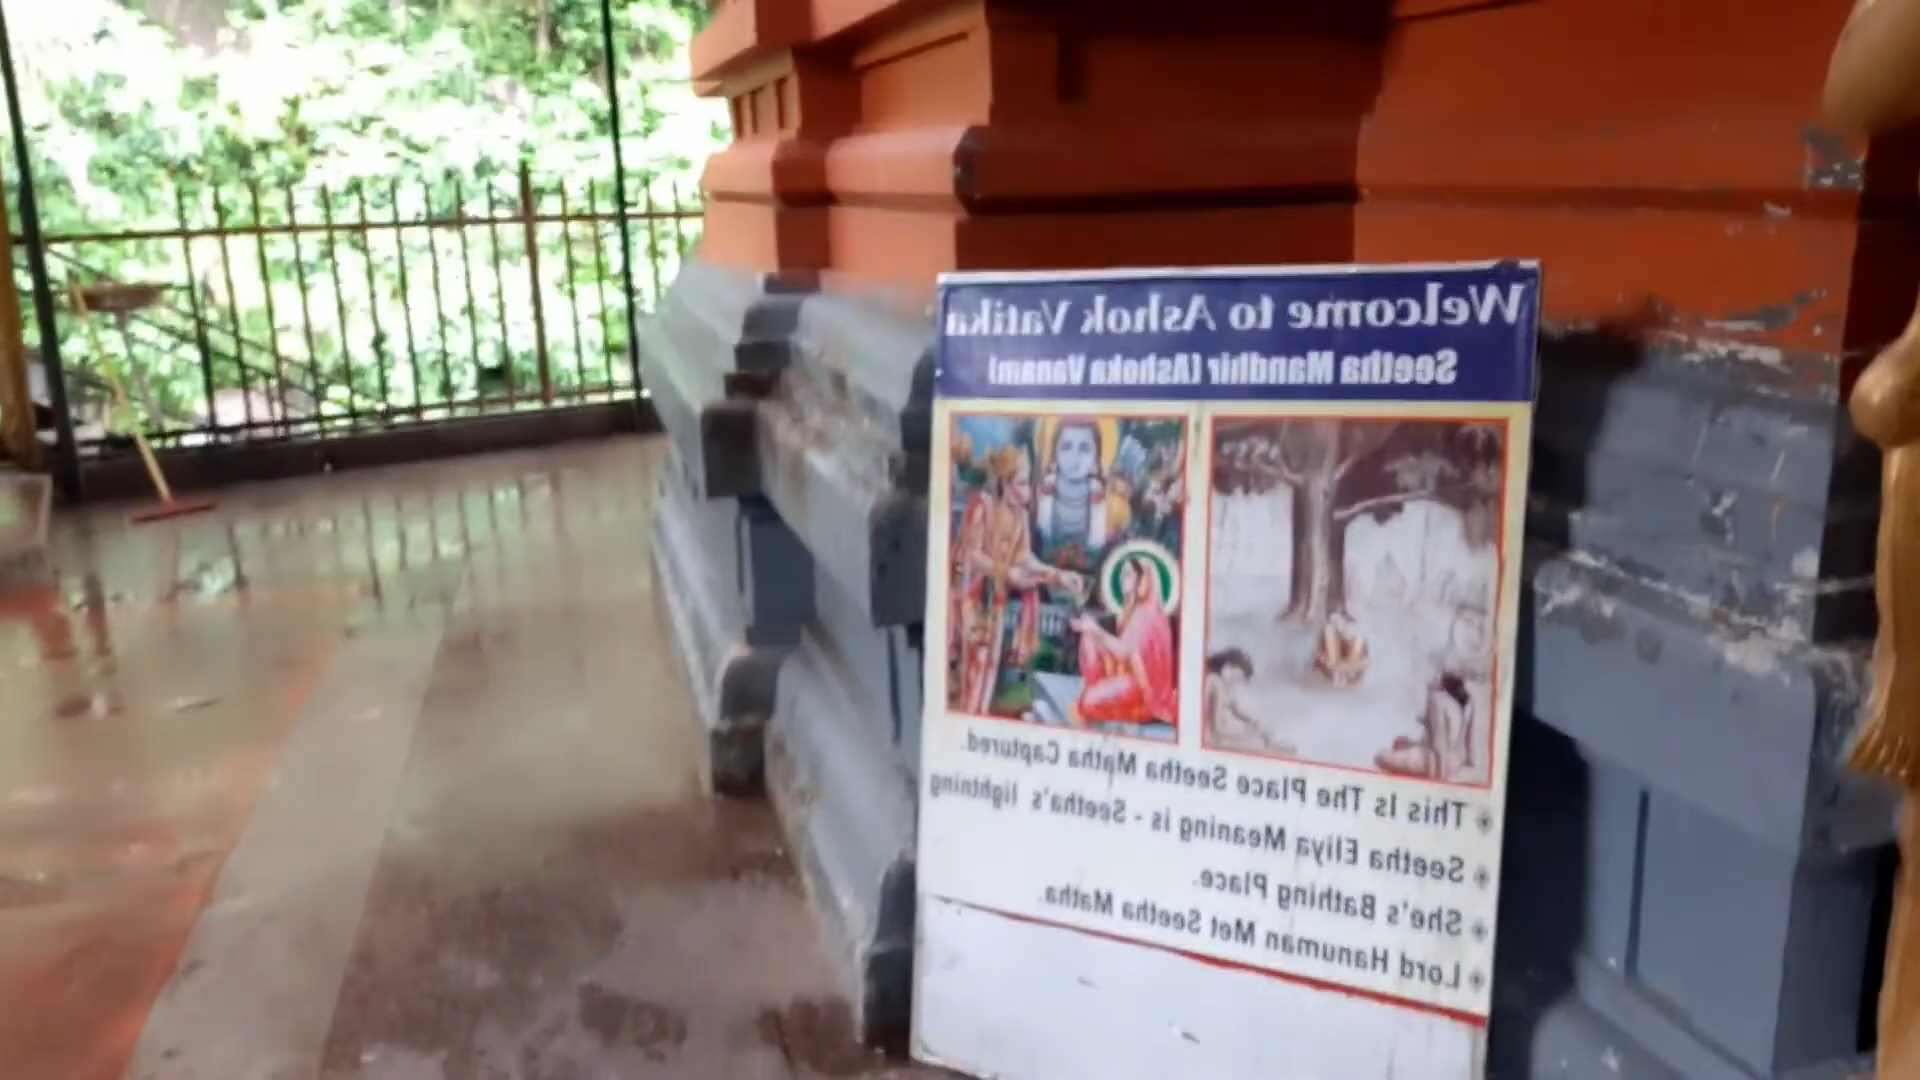 Welcome to Ashok Vatika
Seetha Mandhir (Ashoka Vanam)
This Is The Place Seetha Matha Captured.
Seetha Eliya Meaning is - Seetha's lightning
She's Bathing Place.
Lord Hanuman Met Seetha Matha.